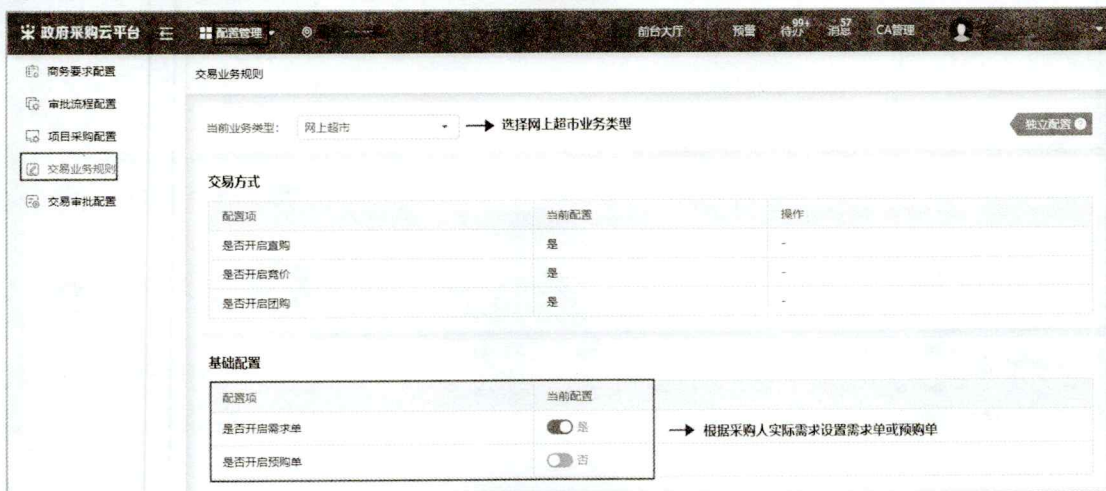 政府采购云平台 配置管理 前台大厅 预警 99+ 待办 57 消息 CA管理
商务要求配置
审批流程配置
项目采购配置
交易业务规则
交易审批配置
交易业务规则
当前业务类型： 网上超市 → 选择网上超市业务类型 独立配置
交易方式
配置项 当前配置 操作
是否开启直购 是 -
是否开启竞价 是 -
是否开启团购 是 -
基础配置
配置项 当前配置
是否开启需求单 是 → 根据采购人实际需求设置需求单或预购单
是否开启预购单 否